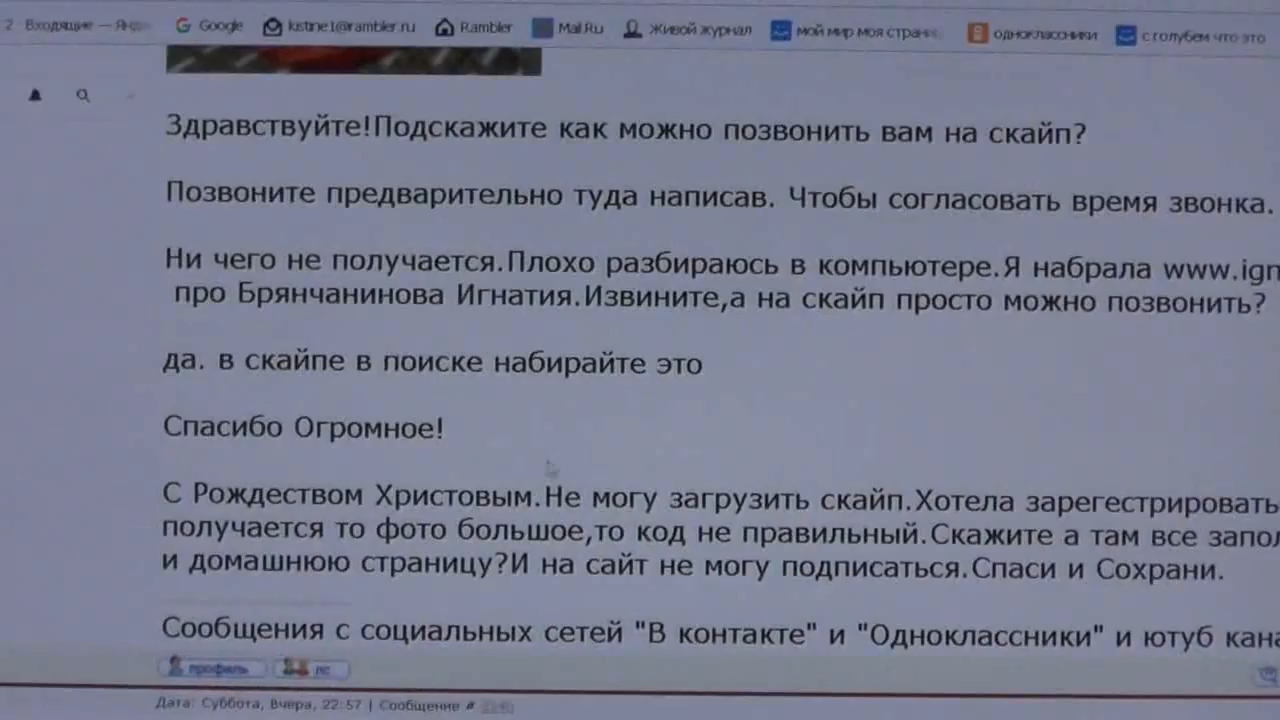 2 Входящие — Янд
Google
kistine1@rambler.ru
Rambler
Mail.Ru
Живой журнал
мой мир моя страни
одноклассники
с голубем что это
Здравствуйте!Подскажите как можно позвонить вам на скайп?
Позвоните предварительно туда написав. Чтобы согласовать время звонка.
Ни чего не получается.Плохо разбираюсь в компьютере.Я набрала www.ign
про Брянчанинова Игнатия.Извините,а на скайп просто можно позвонить?
да. в скайпе в поиске набирайте это
Спасибо Огромное!
С Рождеством Христовым.Не могу загрузить скайп.Хотела зарегестрировать
получается то фото большое,то код не правильный.Скажите а там все запол
и домашнюю страницу?И на сайт не могу подписаться.Спаси и Сохрани.
Сообщения с социальных сетей "В контакте" и "Одноклассники" и ютуб кана
профиль
лс
Дата: Суббота, Вчера, 22:57 | Сообщение #